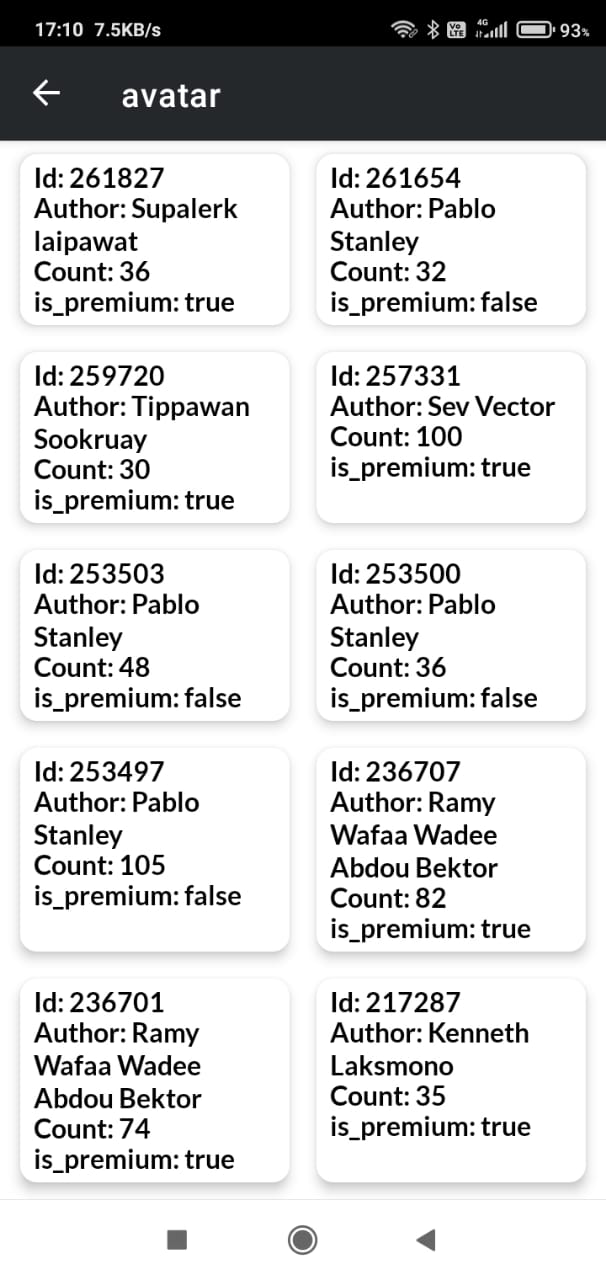 17:10 7.5KB/s
Vo LTE 4G 93%
avatar
Id: 261827
Author: Supalerk
laipawat
Count: 36
is_premium: true
Id: 261654
Author: Pablo
Stanley
Count: 32
is_premium: false
Id: 259720
Author: Tippawan
Sookruay
Count: 30
is_premium: true
Id: 257331
Author: Sev Vector
Count: 100
is_premium: true
Id: 253503
Author: Pablo
Stanley
Count: 48
is_premium: false
Id: 253500
Author: Pablo
Stanley
Count: 36
is_premium: false
Id: 253497
Author: Pablo
Stanley
Count: 105
is_premium: false
Id: 236707
Author: Ramy
Wafaa Wadee
Abdou Bektor
Count: 82
is_premium: true
Id: 236701
Author: Ramy
Wafaa Wadee
Abdou Bektor
Count: 74
is_premium: true
Id: 217287
Author: Kenneth
Laksmono
Count: 35
is_premium: true